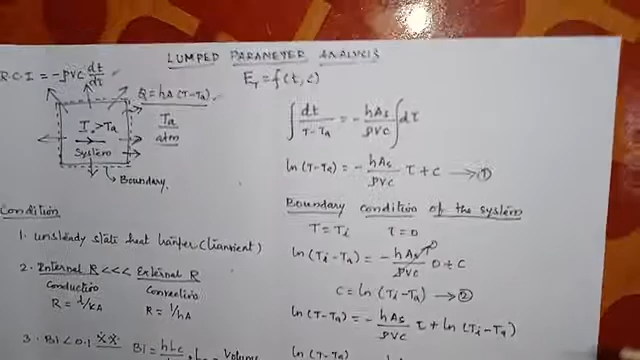 LUMPED PARAMETER ANALYSIS
R.C.I = -ρVC dt/dτ
Q = hA (T-Ta)
I. > Ta
System
Ta
atm
Boundary.
Condition
1. unsteady state heat tranfer (transient)
2. Internal R <<< External R
Conduction Convection
R = L/KA R = 1/hA
3. Bi < 0.1 Bi = hLc Volume
Eτ = f(t, c)
∫ dt/T-Ta = -hAs/ρVC ∫ dτ
ln (T-Ta) = -hAs/ρVC τ + C → ①
Boundary condition of the system
T = Ti τ = 0
ln (Ti-Ta) = -hAs/ρVC 0 + C
C = ln (Ti-Ta) → ②
ln (T-Ta) = -hAs/ρVC τ + ln (Ti-Ta)
ln (T-Ta)